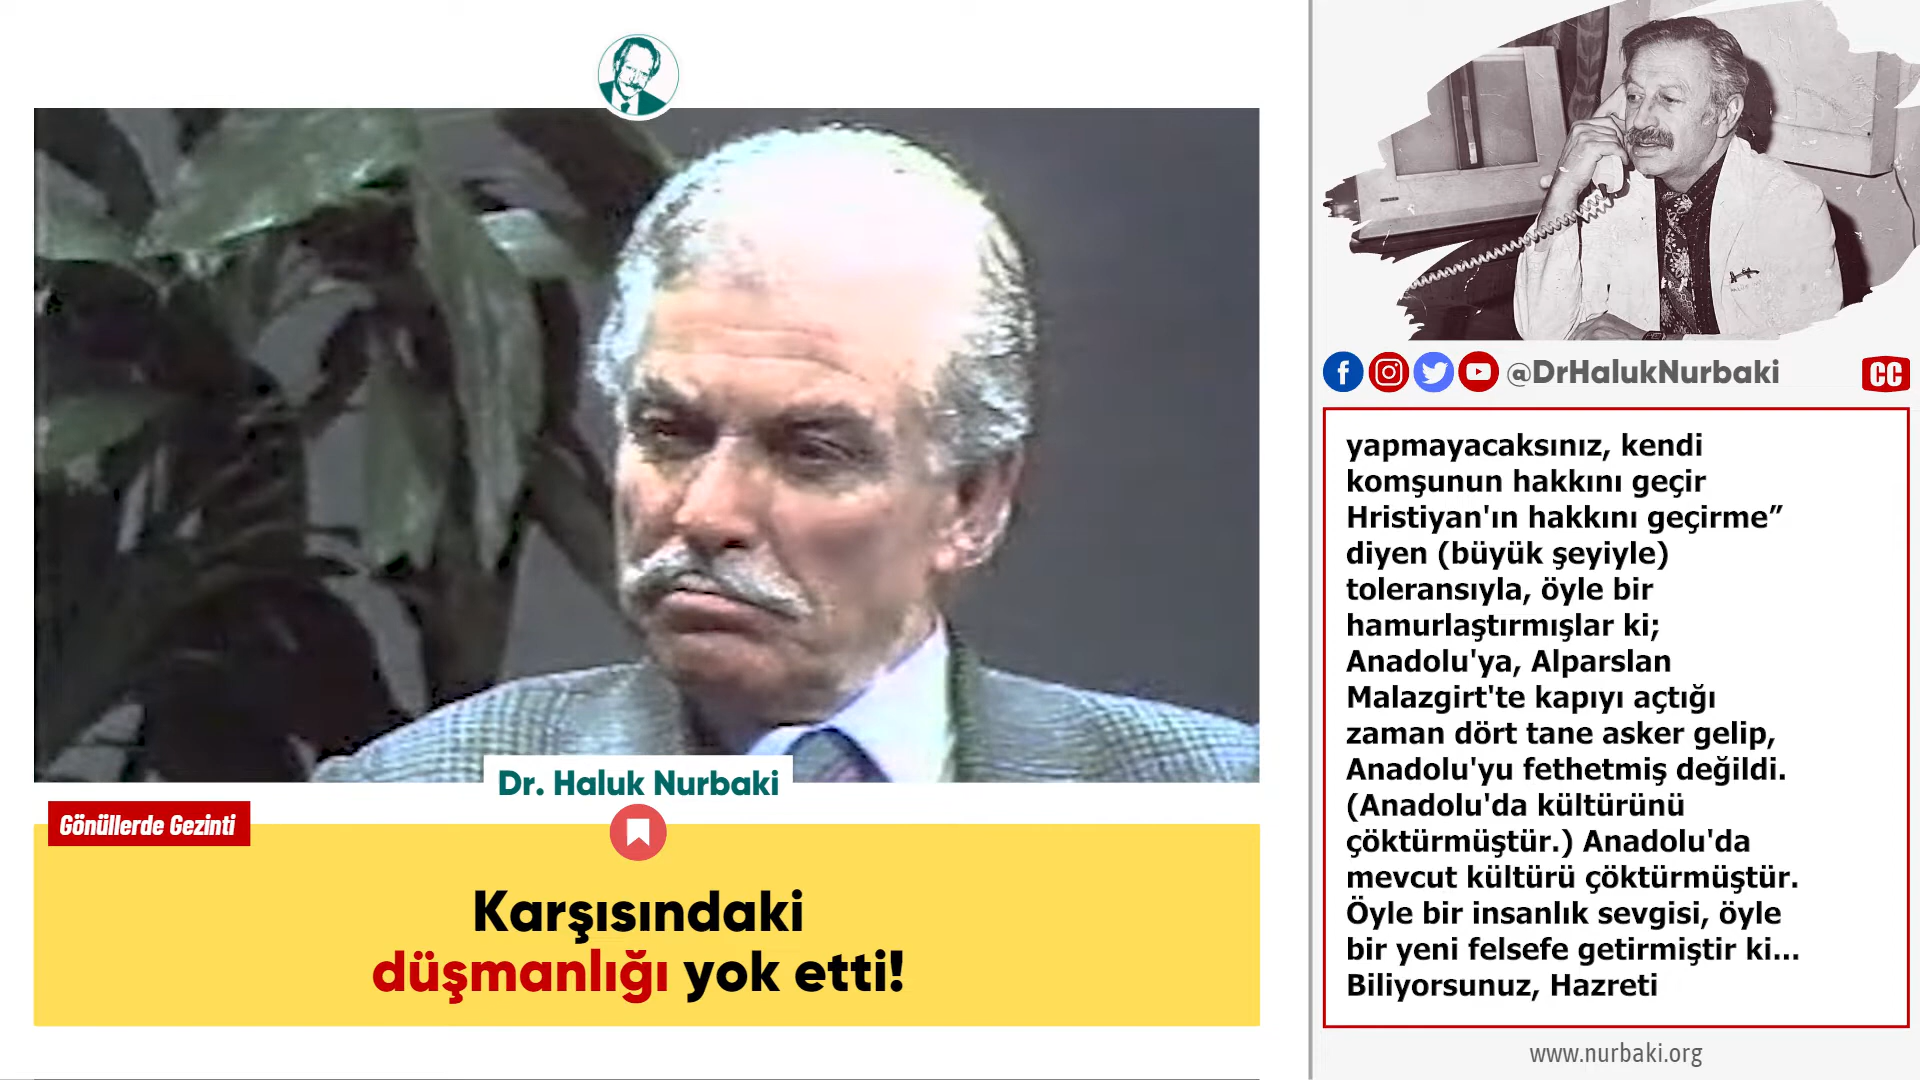 Dr. Haluk Nurbaki
Gönüllerde Gezinti
Karşısındaki
düşmanlığı yok etti!
@DrHalukNurbaki
CC
yapmayacaksınız, kendi
komşunun hakkını geçir
Hristiyan'ın hakkını geçirme”
diyen (büyük şeyiyle)
toleransıyla, öyle bir
hamurlaştırmışlar ki;
Anadolu'ya, Alparslan
Malazgirt'te kapıyı açtığı
zaman dört tane asker gelip,
Anadolu'yu fethetmiş değildi.
(Anadolu'da kültürünü
çöktürmüştür.) Anadolu'da
mevcut kültürü çöktürmüştür.
Öyle bir insanlık sevgisi, öyle
bir yeni felsefe getirmiştir ki...
Biliyorsunuz, Hazreti
www.nurbaki.org